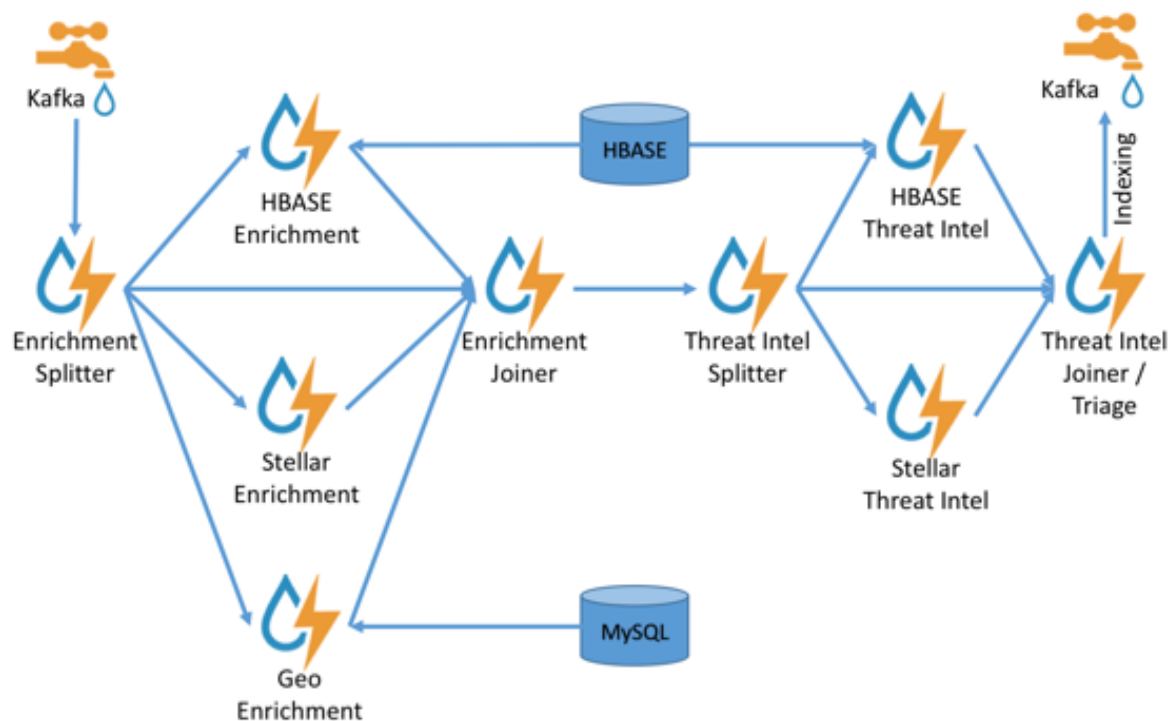 Kafka
Kafka
HBASE
Enrichment
HBASE
HBASE
Threat Intel
Indexing
Enrichment
Splitter
Enrichment
Joiner
Threat Intel
Splitter
Threat Intel
Joiner /
Triage
Stellar
Enrichment
Stellar
Threat Intel
MySQL
Geo
Enrichment